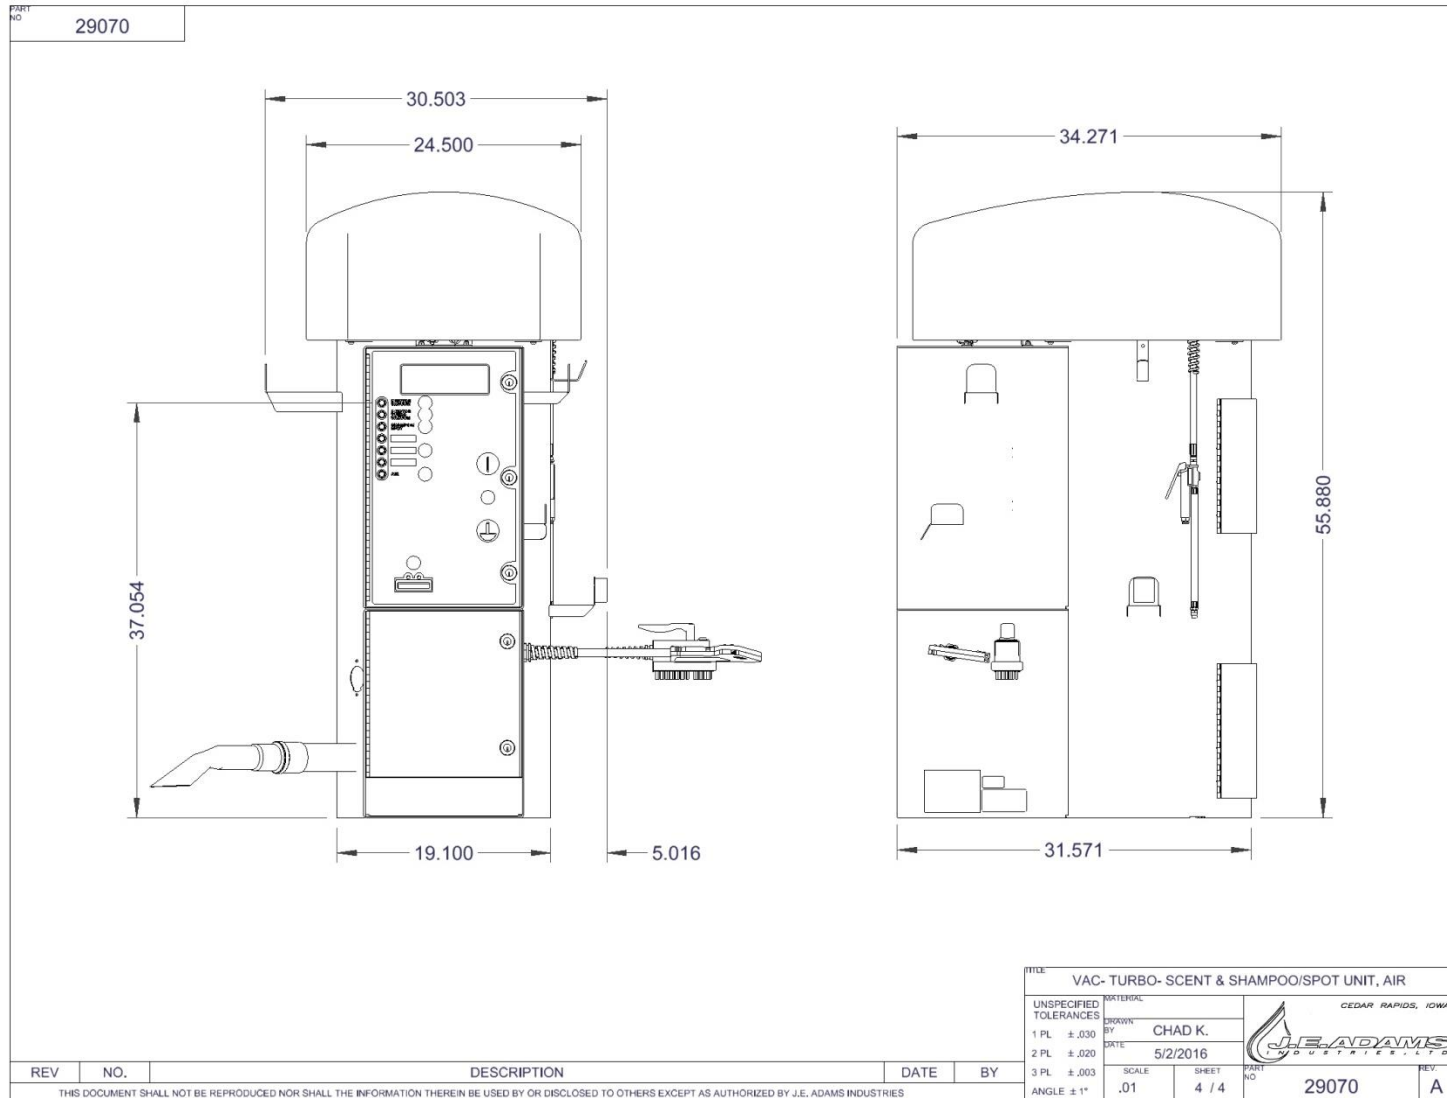 PART
NO
29070
30.503
24.500
34.271
37.054
55.880
AIR
19.100
5.016
31.571
TITLE
VAC- TURBO- SCENT & SHAMPOO/SPOT UNIT, AIR
UNSPECIFIED
TOLERANCES
1 PL ± .030
2 PL ± .020
3 PL ± .003
ANGLE ± 1°
MATERIAL
DRAWN
BY
CHAD K.
DATE
5/2/2016
SCALE
.01
SHEET
4 / 4
CEDAR RAPIDS, IOWA
J.E. ADAMS
INDUSTRIES, LTD
PART
NO
29070
REV.
A
REV NO. DESCRIPTION DATE BY
THIS DOCUMENT SHALL NOT BE REPRODUCED NOR SHALL THE INFORMATION THEREIN BE USED BY OR DISCLOSED TO OTHERS EXCEPT AS AUTHORIZED BY J.E. ADAMS INDUSTRIES